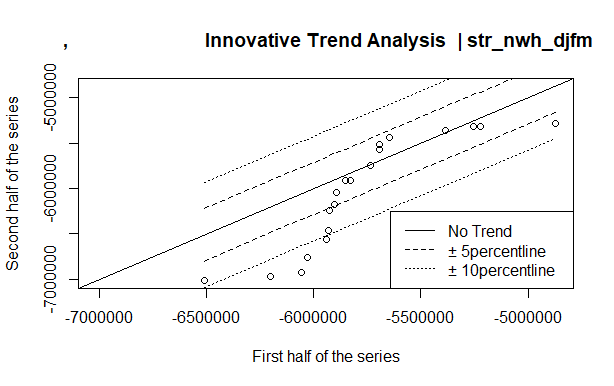 , Innovative Trend Analysis | str_nwh_djfm
Second half of the series
-5000000
-6000000
-7000000
No Trend
± 5percentline
± 10percentline
-7000000 -6500000 -6000000 -5500000 -5000000
First half of the series